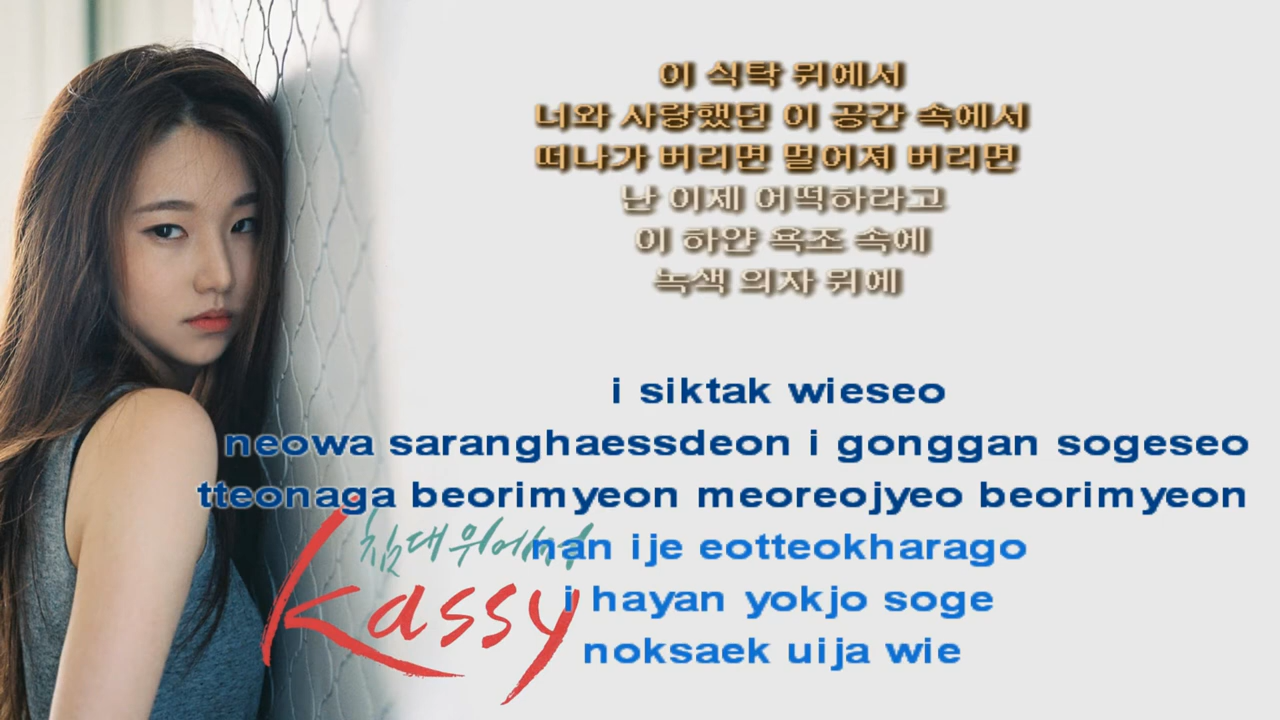 이 식탁 위에서
너와 사랑했던 이 공간 속에서
떠나가 버리면 멀어져 버리면
난 이제 어떡하라고
이 하얀 욕조 속에
녹색 의자 위에
i siktak wieseo
neowa saranghaessdeon i gonggan sogeseo
tteonaga beorimyeon meoreojyeo beorimyeon
nan ije eotteokharago
i hayan yokjo soge
noksaek uija wie
침대 위에서
Kassy